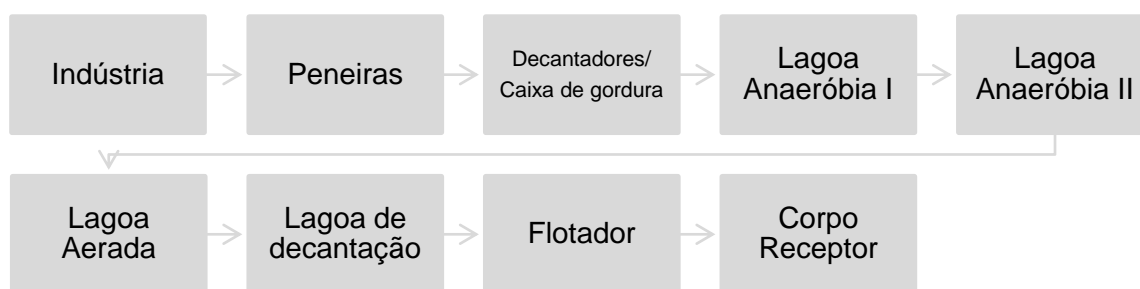 Indústria
Peneiras
Decantadores/
Caixa de gordura
Lagoa
Anaeróbia I
Lagoa
Anaeróbia II
Lagoa
Aerada
Lagoa de
decantação
Flotador
Corpo
Receptor